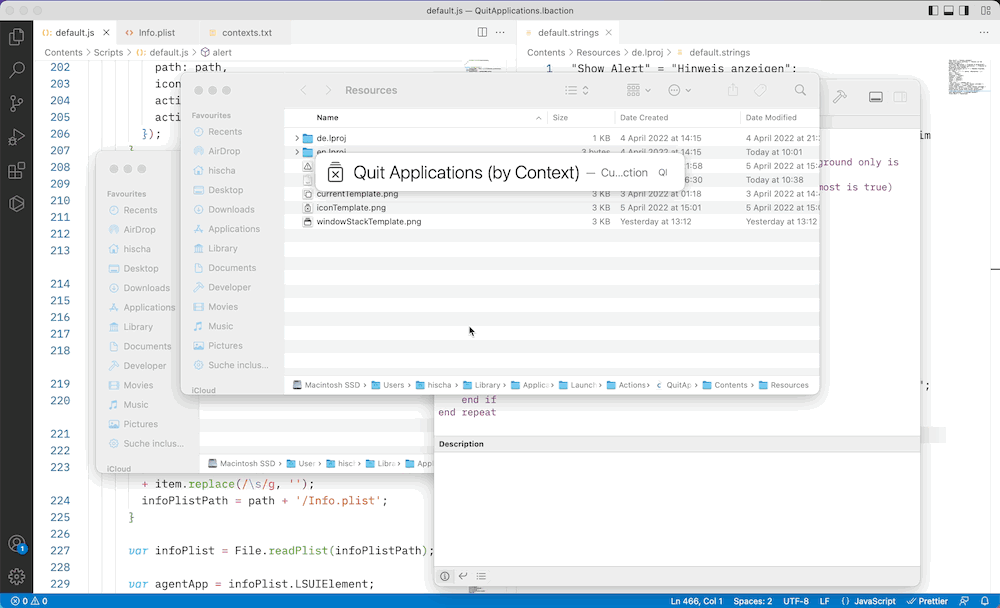 default.js — QuitApplications.lbaction
default.js
Info.plist
contexts.txt
default.strings
Contents > Scripts > default.js > alert
Contents > Resources > de.lproj > default.strings
202 path: path,
1 "Show Alert" = "Hinweis anzeigen";
203 icon
204 acti
205 acti
206 });
207 }
208
209
210
211
212
213
214
215
216
217
218
219
220
221
222
223
+ item.replace(/\s/g, '');
224 infoPlistPath = path + '/Info.plist';
225 }
226
227 var infoPlist = File.readPlist(infoPlistPath);
228
229 var agentApp = infoPlist.LSUIElement;
Resources
Favourites
Recents
AirDrop
hischa
Desktop
Downloads
Applications
Library
Documents
Developer
Movies
Music
Pictures
Suche inclus...
iCloud
Name Size Date Created Date Modified
de.lproj 1 KB 4 April 2022 at 14:15 4 April 2022 at 21:
en.lproj 3 bytes 4 April 2022 at 14:15 Today at 10:01
1:58 5 April 2022 at 15:
6:30 Today at 10:38
currentTemplate.png 3 KB 4 April 2022 at 01:18 3 April 2022 at 14:
iconTemplate.png 3 KB 5 April 2022 at 15:01 5 April 2022 at 15:0
windowStackTemplate.png 3 KB Yesterday at 13:12 Yesterday at 13:12
Quit Applications (by Context) — Cu...ction QI
Macintosh SSD > Users > hischa > Library > Applic > Launc > Actions > QuitAp > Contents > Resources
Favourites
Recents
AirDrop
hischa
Desktop
Downloads
Applications
Library
Documents
Developer
Movies
Music
Pictures
Suche inclus...
iCloud
Macintosh SSD > User > hisc > Libra > App
im
ground only is
most is true)
";
end if
end repeat
Description
0 0
1
Ln 466, Col 1 Spaces: 2 UTF-8 LF {} JavaScript Prettier